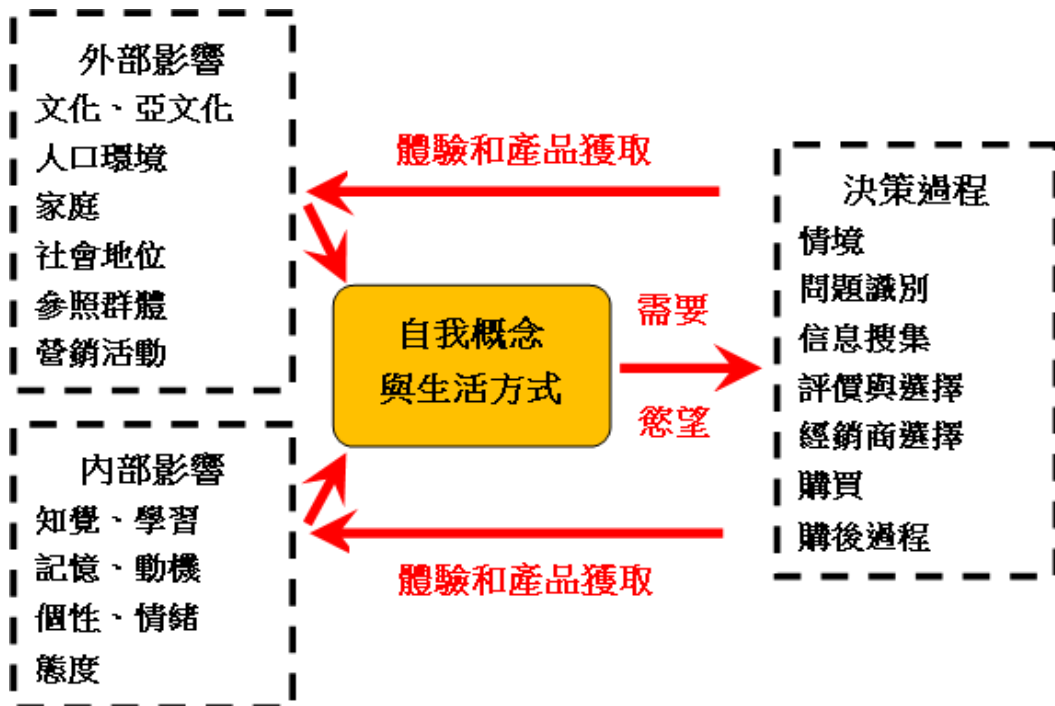 外部影響
文化、亞文化
人口環境
家庭
社會地位
參照群體
營銷活動
內部影響
知覺、學習
記憶、動機
個性、情緒
態度
體驗和產品獲取
自我概念
與生活方式
需要
慾望
體驗和產品獲取
決策過程
情境
問題識別
信息搜集
評價與選擇
經銷商選擇
購買
購後過程